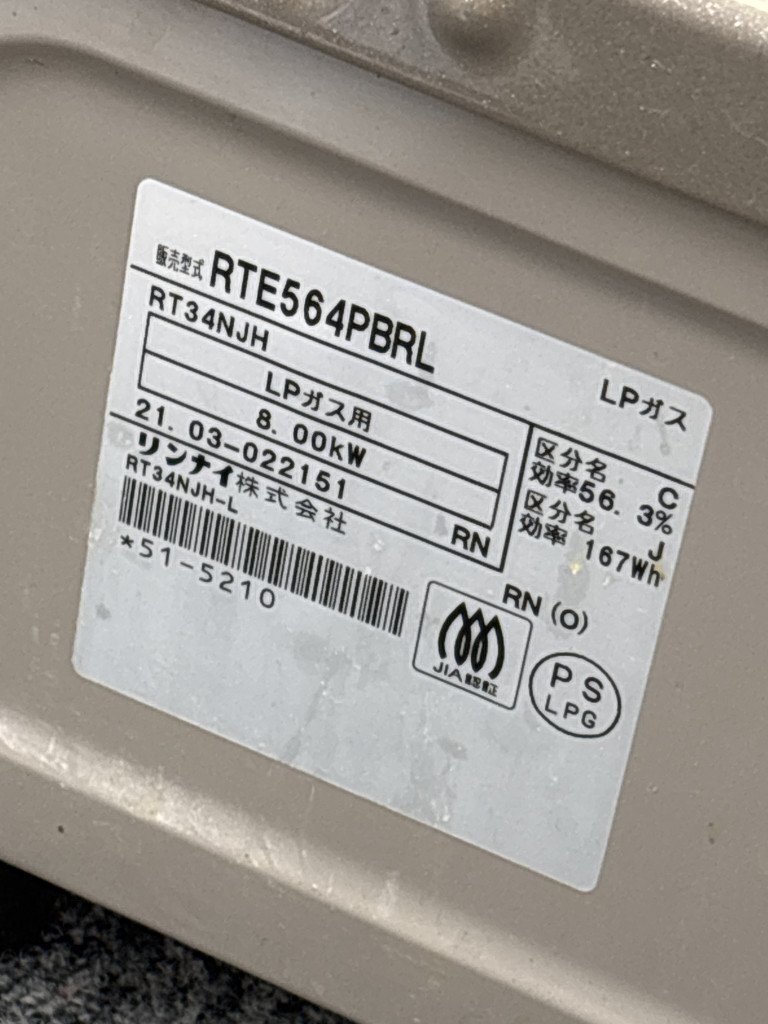 販売型式 RTE564PBRL
LPガス
RT34NJH
LPガス用
8.00kW
21.03-022151
リンナイ株式会社
RN
RT34NJH-L
*51-5210
区分名 C
効率56.3%
区分名 J
効率 167Wh
RN (O)
JIA認証
PS
LPG